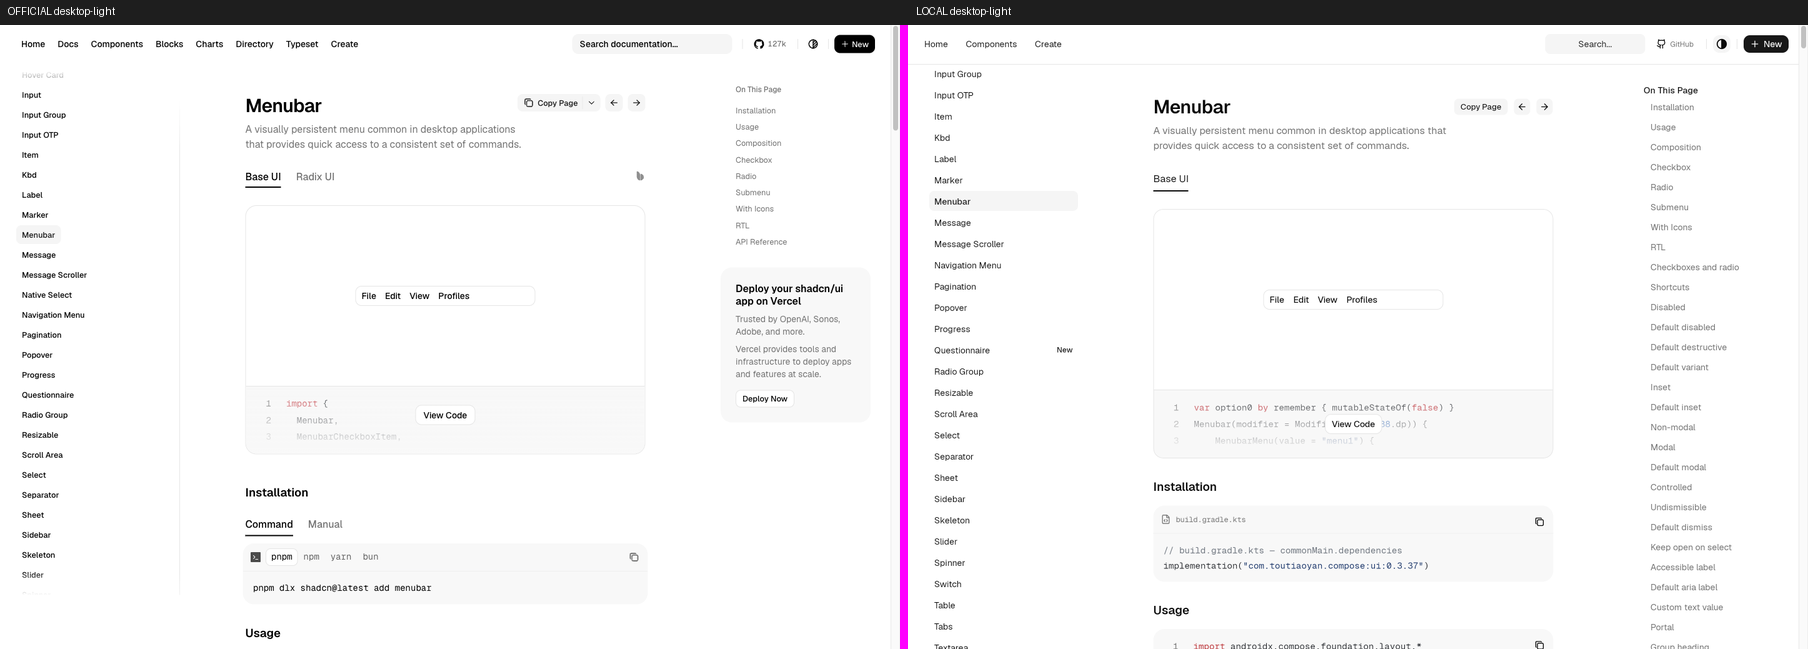 OFFICIAL desktop-light
Home Docs Components Blocks Charts Directory Typeset Create
Search documentation...
127k
+ New
Hover Card
Input
Input Group
Input OTP
Item
Kbd
Label
Marker
Menubar
Message
Message Scroller
Native Select
Navigation Menu
Pagination
Popover
Progress
Questionnaire
Radio Group
Resizable
Scroll Area
Select
Separator
Sheet
Sidebar
Skeleton
Slider
Menubar
Copy Page
A visually persistent menu common in desktop applications
that provides quick access to a consistent set of commands.
Base UI Radix UI
File Edit View Profiles
1 import {
2 Menubar,
3 MenubarCheckboxItem,
View Code
Installation
Command Manual
pnpm npm yarn bun
pnpm dlx shadcn@latest add menubar
Usage
On This Page
Installation
Usage
Composition
Checkbox
Radio
Submenu
With Icons
RTL
API Reference
Deploy your shadcn/ui
app on Vercel
Trusted by OpenAI, Sonos,
Adobe, and more.
Vercel provides tools and
infrastructure to deploy apps
and features at scale.
Deploy Now
LOCAL desktop-light
Home Components Create
Search...
GitHub
+ New
Input Group
Input OTP
Item
Kbd
Label
Marker
Menubar
Message
Message Scroller
Navigation Menu
Pagination
Popover
Progress
Questionnaire New
Radio Group
Resizable
Scroll Area
Select
Separator
Sheet
Sidebar
Skeleton
Slider
Spinner
Switch
Table
Tabs
Textarea
Menubar
Copy Page
A visually persistent menu common in desktop applications that
provides quick access to a consistent set of commands.
Base UI
File Edit View Profiles
1 var option0 by remember { mutableStateOf(false) }
2 Menubar(modifier = Modifi 38.dp)) {
3 MenubarMenu(value = "menu1") {
View Code
Installation
build.gradle.kts
// build.gradle.kts — commonMain.dependencies
implementation("com.toutiaoyan.compose:ui:0.3.37")
Usage
1 import androidx.compose.foundation.layout.*
On This Page
Installation
Usage
Composition
Checkbox
Radio
Submenu
With Icons
RTL
Checkboxes and radio
Shortcuts
Disabled
Default disabled
Default destructive
Default variant
Inset
Default inset
Non-modal
Modal
Default modal
Controlled
Undismissible
Default dismiss
Keep open on select
Accessible label
Default aria label
Custom text value
Portal
Group heading